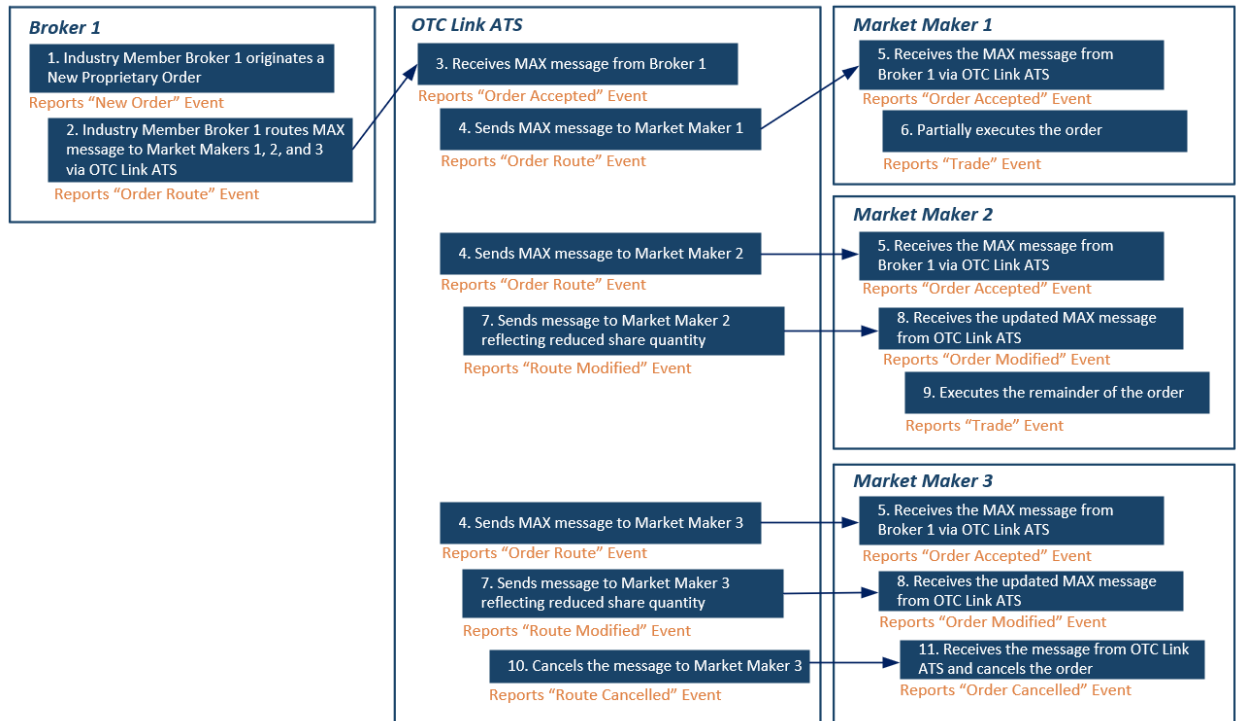 Broker 1
1. Industry Member Broker 1 originates a
New Proprietary Order
Reports “New Order” Event
2. Industry Member Broker 1 routes MAX
message to Market Makers 1, 2, and 3
via OTC Link ATS
Reports “Order Route” Event
OTC Link ATS
3. Receives MAX message from Broker 1
Reports “Order Accepted” Event
4. Sends MAX message to Market Maker 1
Reports “Order Route” Event
4. Sends MAX message to Market Maker 2
Reports “Order Route” Event
7. Sends message to Market Maker 2
reflecting reduced share quantity
Reports “Route Modified” Event
4. Sends MAX message to Market Maker 3
Reports “Order Route” Event
7. Sends message to Market Maker 3
reflecting reduced share quantity
Reports “Route Modified” Event
10. Cancels the message to Market Maker 3
Reports “Route Cancelled” Event
Market Maker 1
5. Receives the MAX message from
Broker 1 via OTC Link ATS
Reports “Order Accepted” Event
6. Partially executes the order
Reports “Trade” Event
Market Maker 2
5. Receives the MAX message from
Broker 1 via OTC Link ATS
Reports “Order Accepted” Event
8. Receives the updated MAX message
from OTC Link ATS
Reports “Order Modified” Event
9. Executes the remainder of the order
Reports “Trade” Event
Market Maker 3
5. Receives the MAX message from
Broker 1 via OTC Link ATS
Reports “Order Accepted” Event
8. Receives the updated MAX message
from OTC Link ATS
Reports “Order Modified” Event
11. Receives the message from OTC Link
ATS and cancels the order
Reports “Order Cancelled” Event